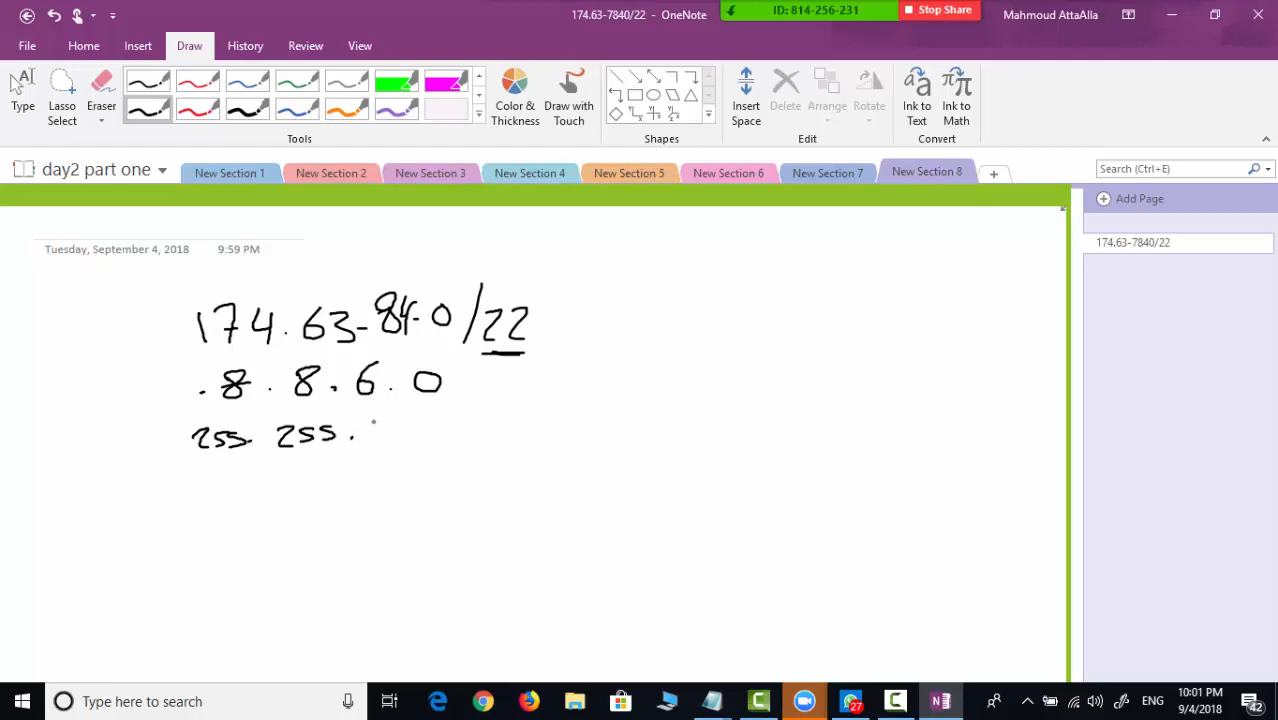 174.63-7840/22 - OneNote
ID: 814-256-231
Stop Share
Mahmoud AttaAlla
File Home Insert Draw History Review View
Type Lasso Select Eraser
Color & Thickness Draw with Touch
Insert Space Delete Arrange Rotate
Ink to Text Ink to Math
Tools Shapes Edit Convert
day2 part one New Section 1 New Section 2 New Section 3 New Section 4 New Section 5 New Section 6 New Section 7 New Section 8
Search (Ctrl+E)
Add Page
174.63-7840/22
Tuesday, September 4, 2018 9:59 PM
174.63-84-0/22
.8.8.6.0
255.255.
Type here to search
27
ENG
10:01 PM
9/4/2018
42